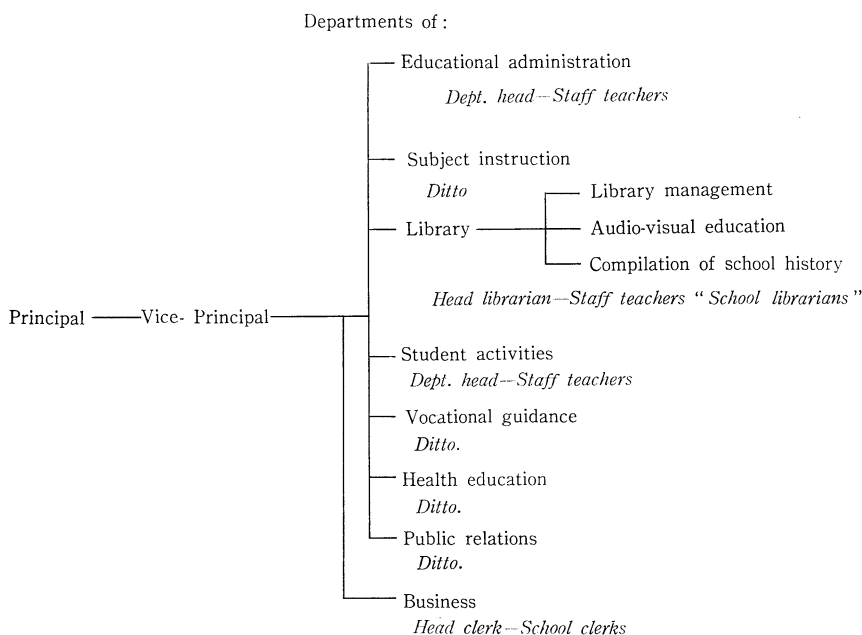 Departments of :
Educational administration
Dept. head—Staff teachers
Subject instruction
Ditto
Library management
Library
Audio-visual education
Compilation of school history
Head librarian—Staff teachers “ School librarians ”
Principal
Vice- Principal
Student activities
Dept. head—Staff teachers
Vocational guidance
Ditto.
Health education
Ditto.
Public relations
Ditto.
Business
Head clerk—School clerks